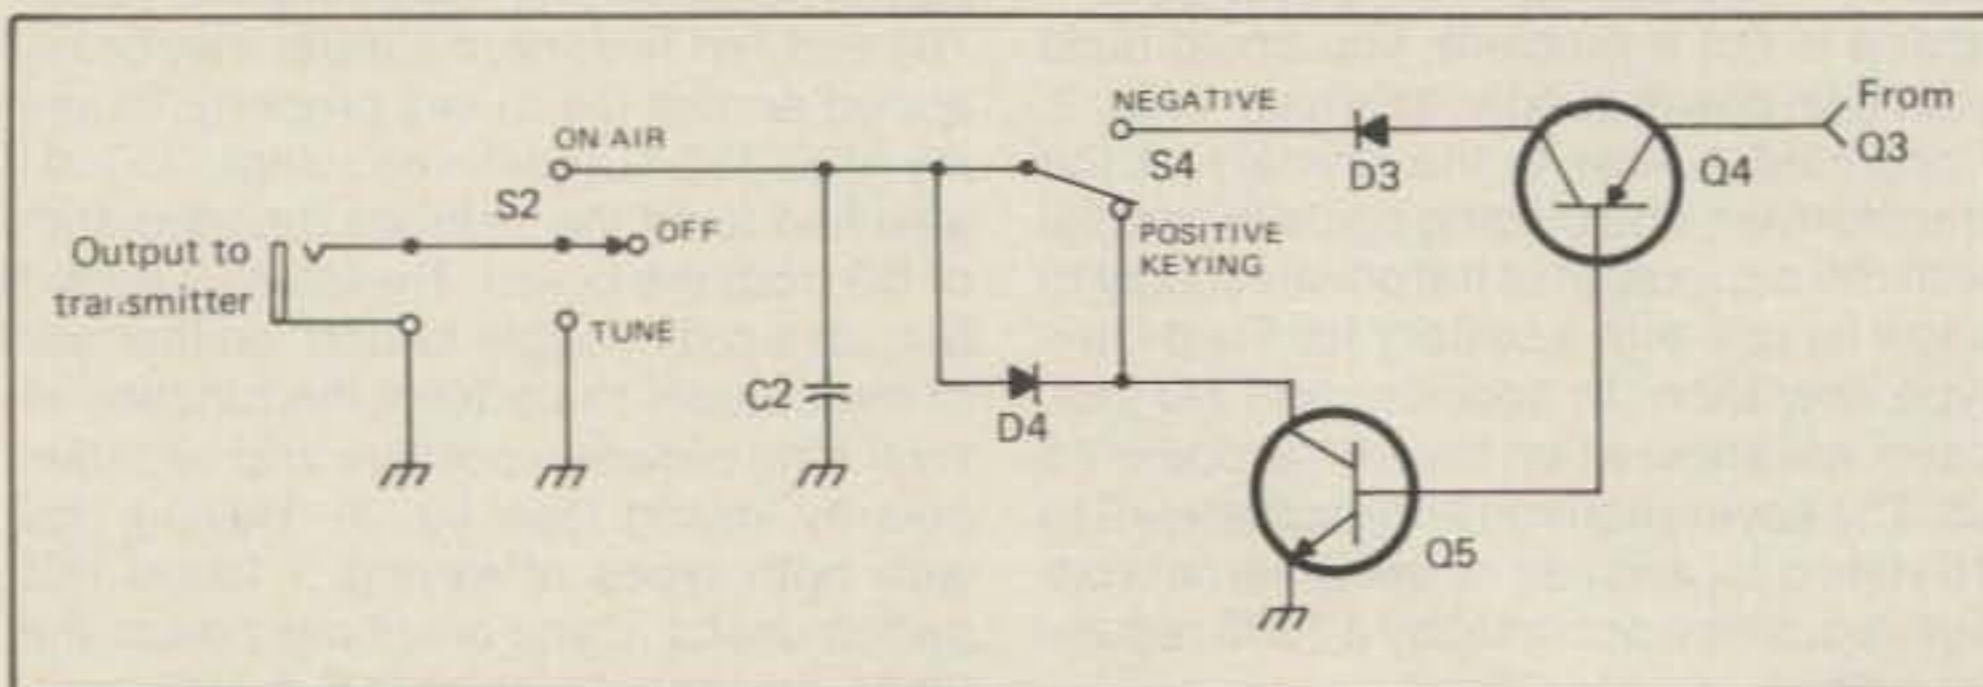 NEGATIVE
From
Q3
ON AIR
S4
D3
Q4
S2
OFF
Output to
transmitter
POSITIVE
KEYING
TUNE
C2
D4
Q5